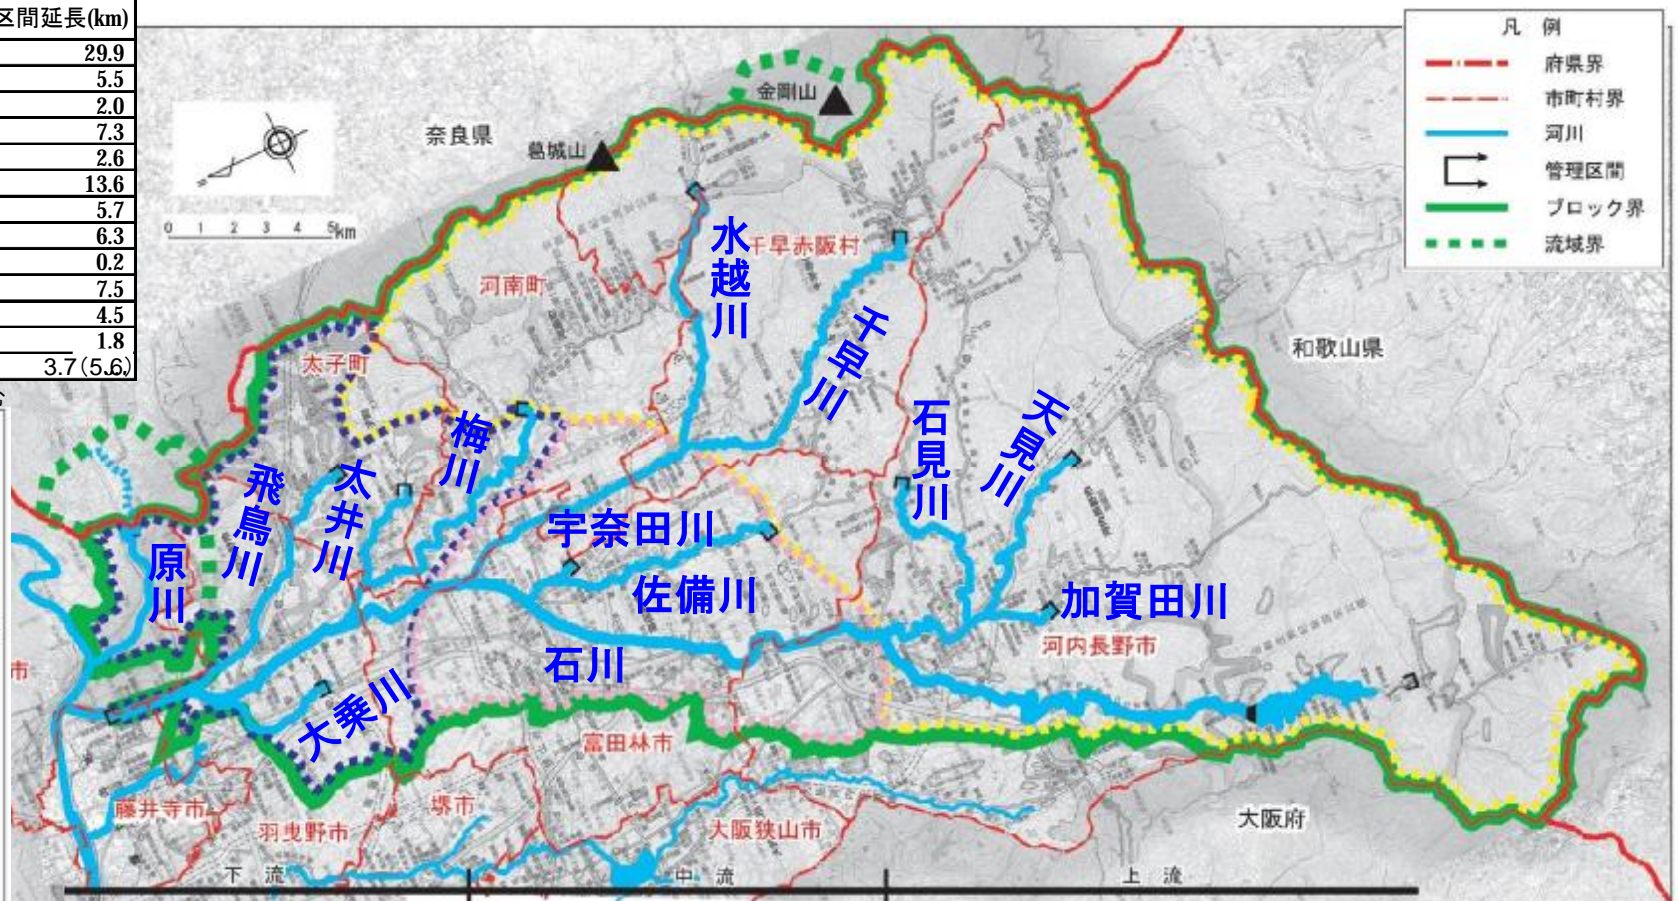 区間延長(km)
29.9
5.5
2.0
7.3
2.6
13.6
5.7
6.3
0.2
7.5
4.5
1.8
3.7(5.6)
凡 例
府県界
市町村界
河川
管理区間
ブロック界
流域界
0 1 2 3 4 5km
奈良県
葛城山
金剛山
和歌山県
大阪府
河南町
千早赤阪村
太子町
河内長野市
富田林市
大阪狭山市
堺市
羽曳野市
藤井寺市
市
水越川
千早川
石見川
天見川
加賀田川
梅川
太井川
飛鳥川
原川
宇奈田川
佐備川
石川
大乗川
下 流
中 流
上 流